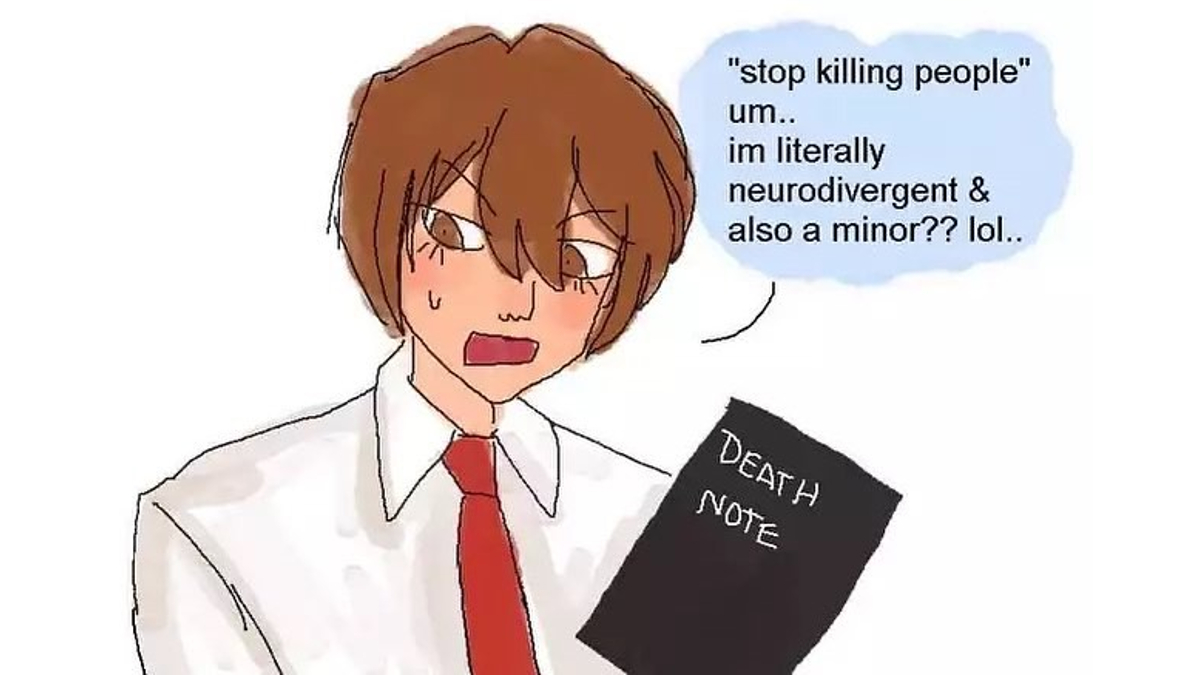 "stop killing people"
um..
im literally
neurodivergent &
also a minor?? lol..
DEATH
NOTE